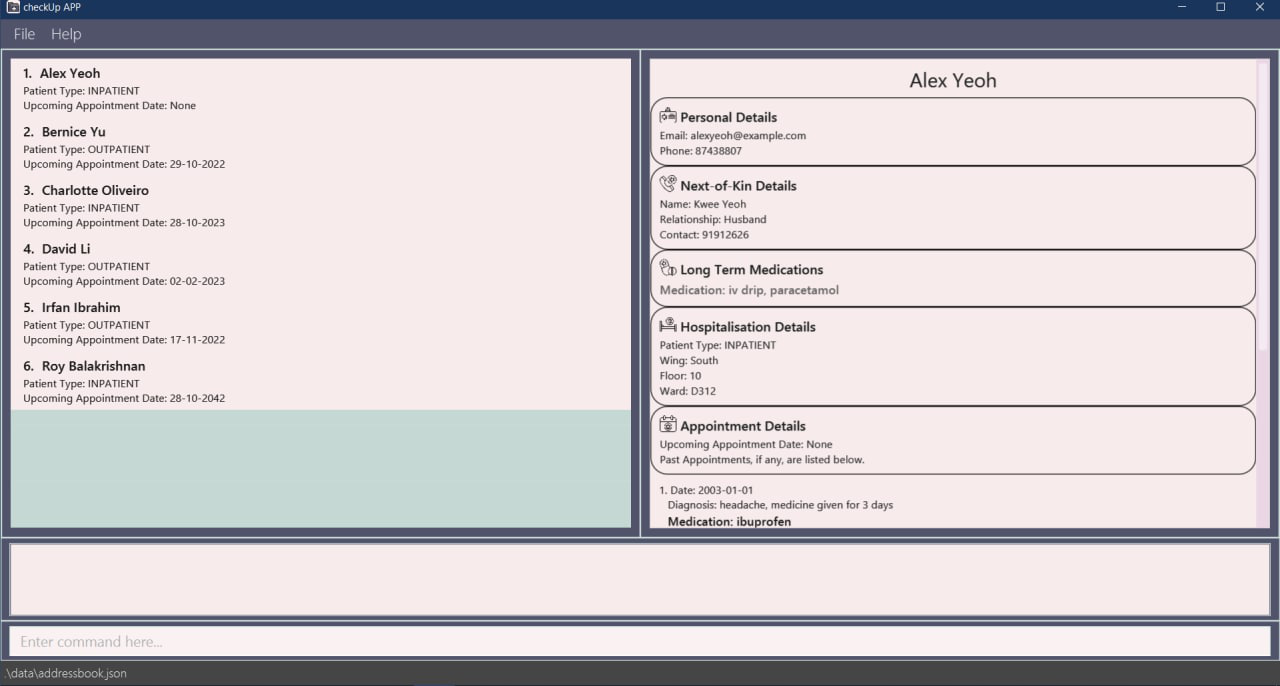 checkUp APP
File Help
1. Alex Yeoh
Patient Type: INPATIENT
Upcoming Appointment Date: None
2. Bernice Yu
Patient Type: OUTPATIENT
Upcoming Appointment Date: 29-10-2022
3. Charlotte Oliveiro
Patient Type: INPATIENT
Upcoming Appointment Date: 28-10-2023
4. David Li
Patient Type: OUTPATIENT
Upcoming Appointment Date: 02-02-2023
5. Irfan Ibrahim
Patient Type: OUTPATIENT
Upcoming Appointment Date: 17-11-2022
6. Roy Balakrishnan
Patient Type: INPATIENT
Upcoming Appointment Date: 28-10-2042
Alex Yeoh
Personal Details
Email: alexyeoh@example.com
Phone: 87438807
Next-of-Kin Details
Name: Kwee Yeoh
Relationship: Husband
Contact: 91912626
Long Term Medications
Medication: iv drip, paracetamol
Hospitalisation Details
Patient Type: INPATIENT
Wing: South
Floor: 10
Ward: D312
Appointment Details
Upcoming Appointment Date: None
Past Appointments, if any, are listed below.
1. Date: 2003-01-01
Diagnosis: headache, medicine given for 3 days
Medication: ibuprofen
Enter command here...
.\data\addressbook.json